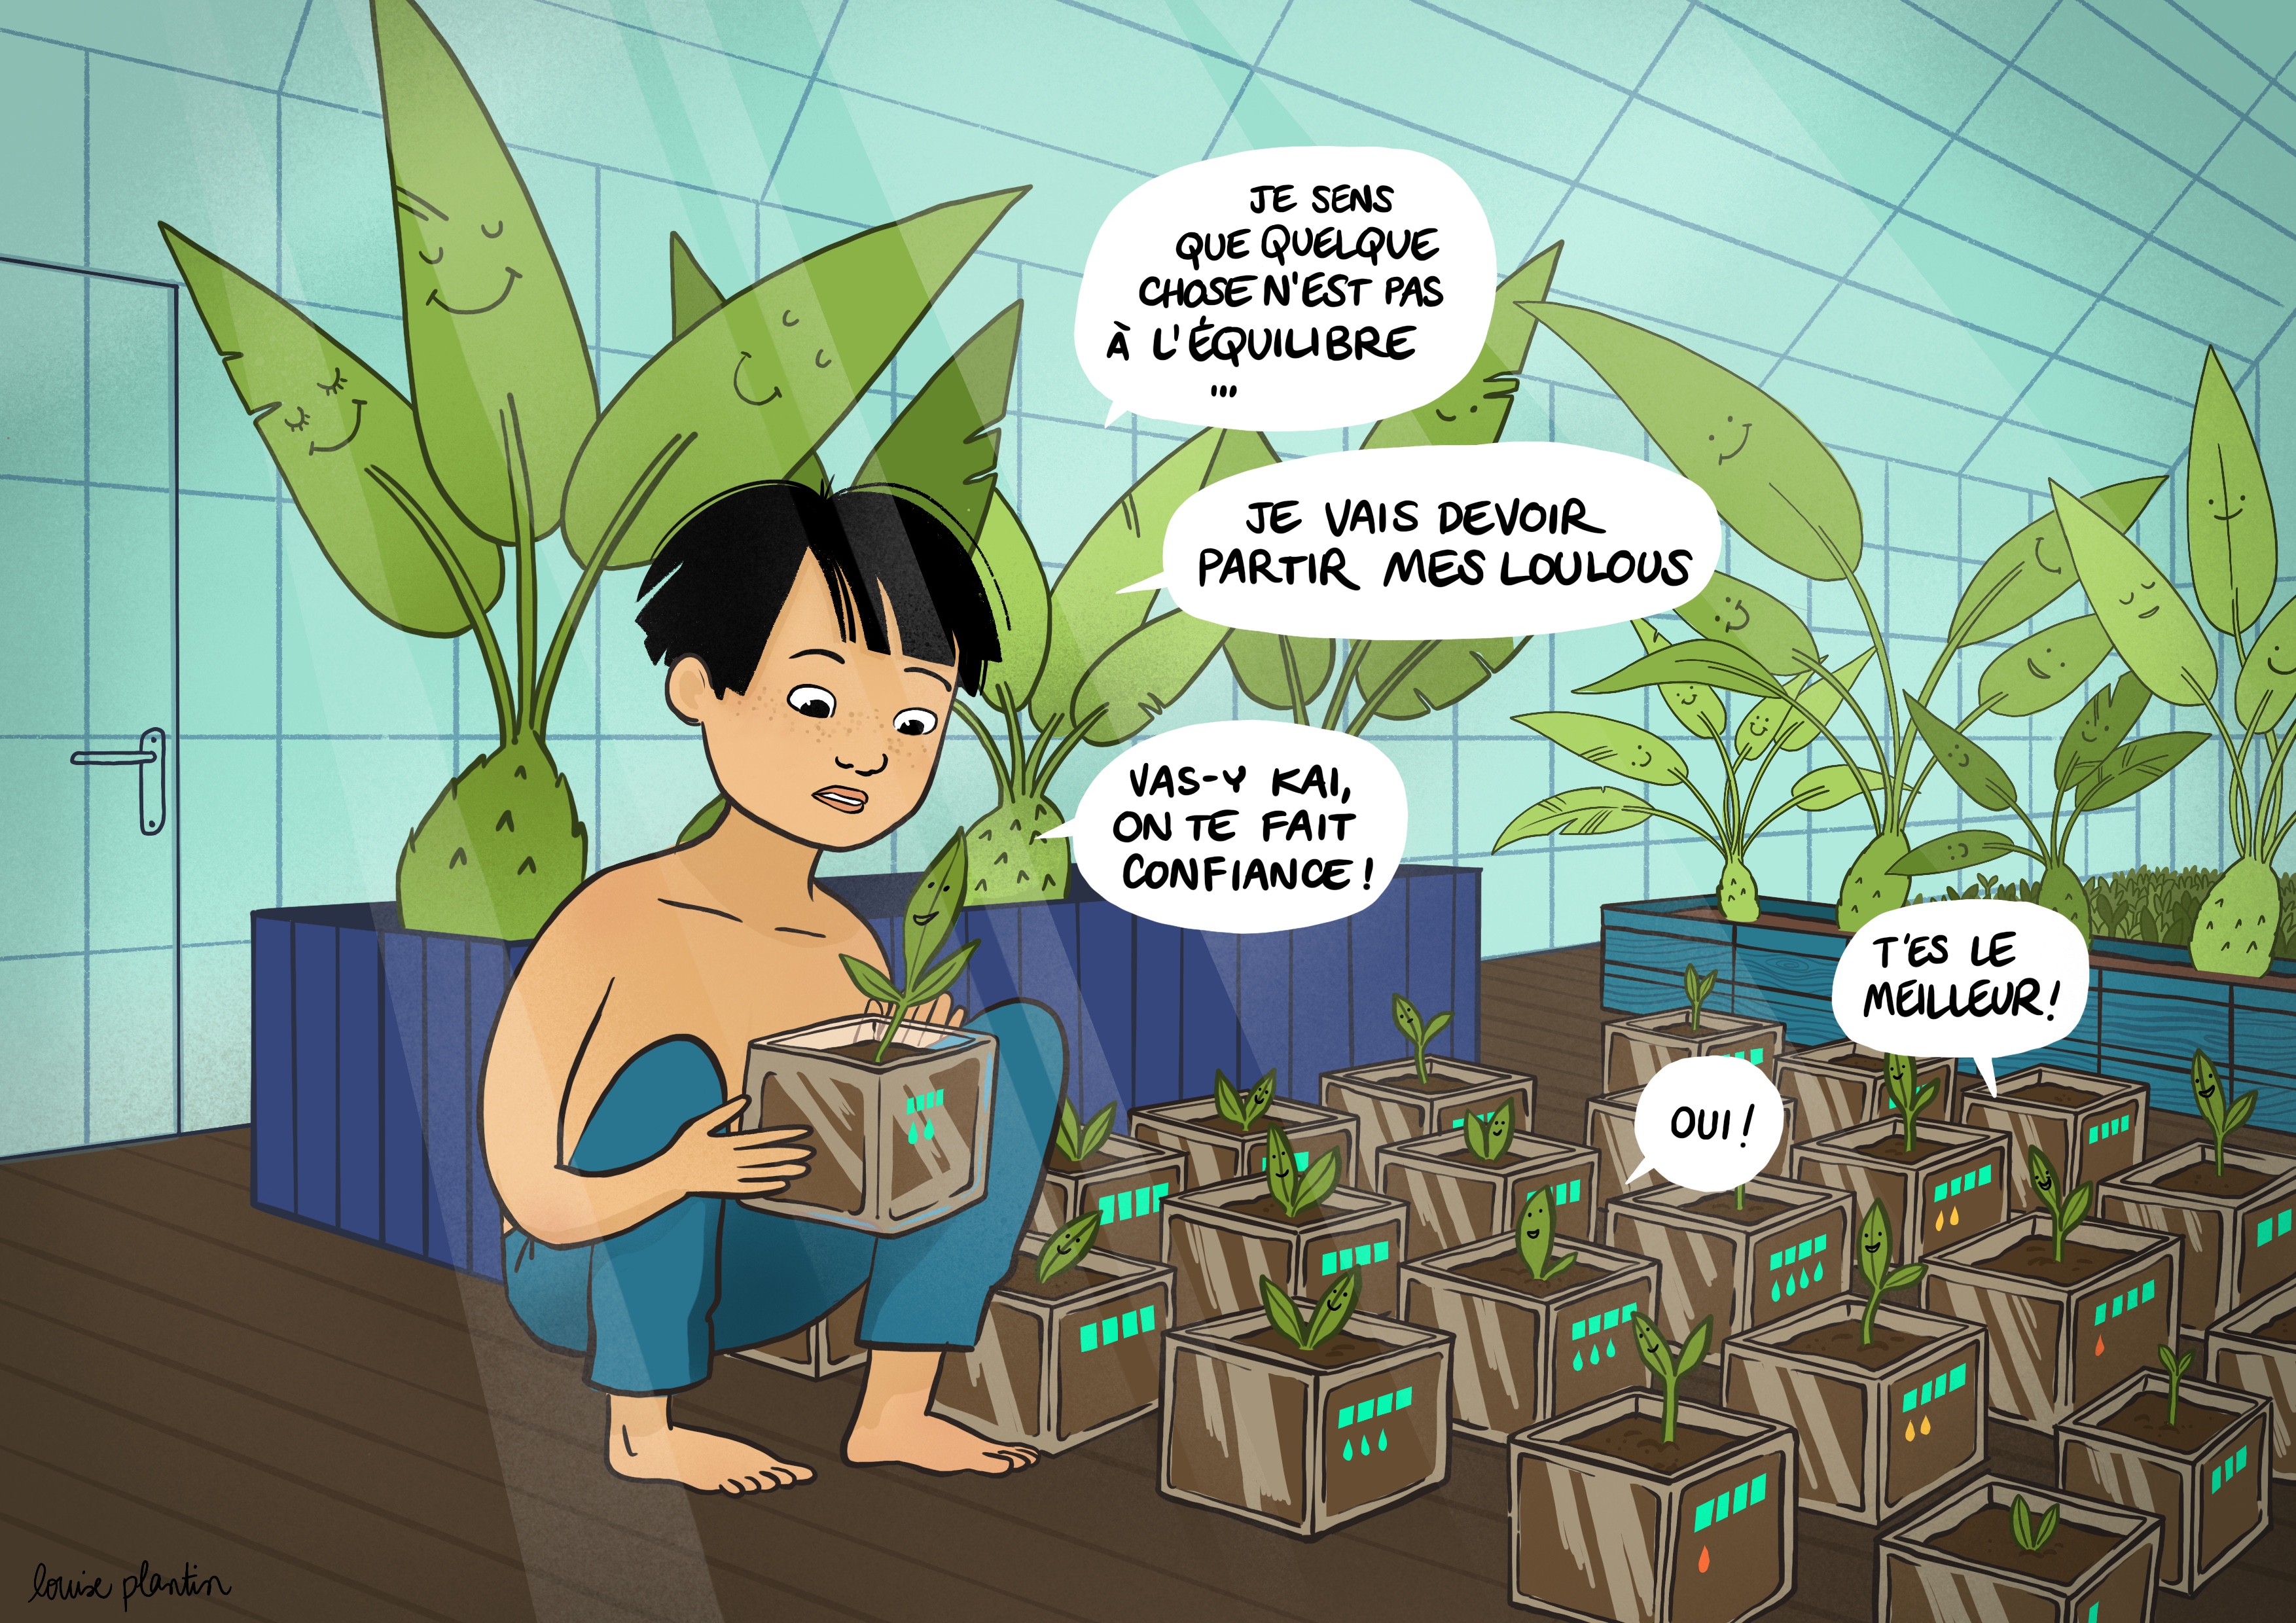 JE SENS
QUE QUELQUE
CHOSE N'EST PAS
À L'ÉQUILIBRE
...
JE VAIS DEVOIR
PARTIR MES LOULOUS
VAS-Y KAI,
ON TE FAIT
CONFIANCE !
T'ES LE
MEILLEUR !
OUI !
louise plantin